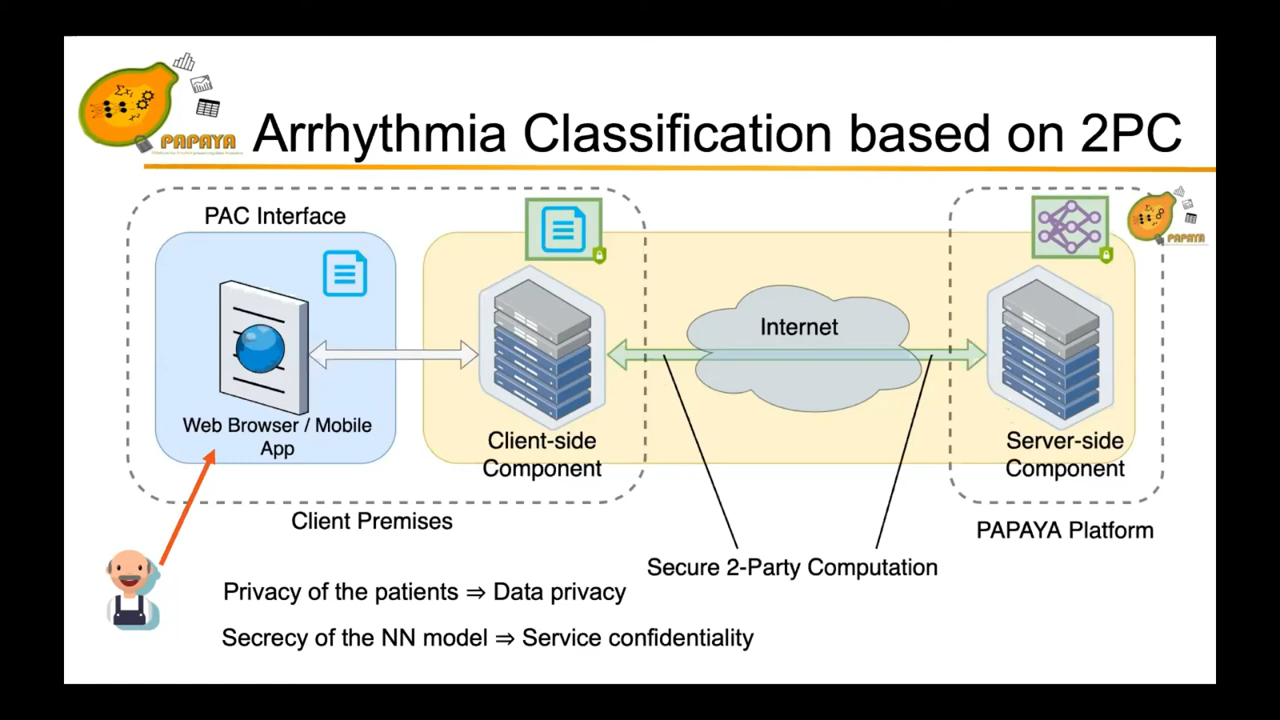 PAPAYA
Arrhythmia Classification based on 2PC
PAC Interface
Web Browser / Mobile
App
Client-side
Component
Internet
Server-side
Component
PAPAYA
Client Premises
PAPAYA Platform
Secure 2-Party Computation
Privacy of the patients ⇒ Data privacy
Secrecy of the NN model ⇒ Service confidentiality